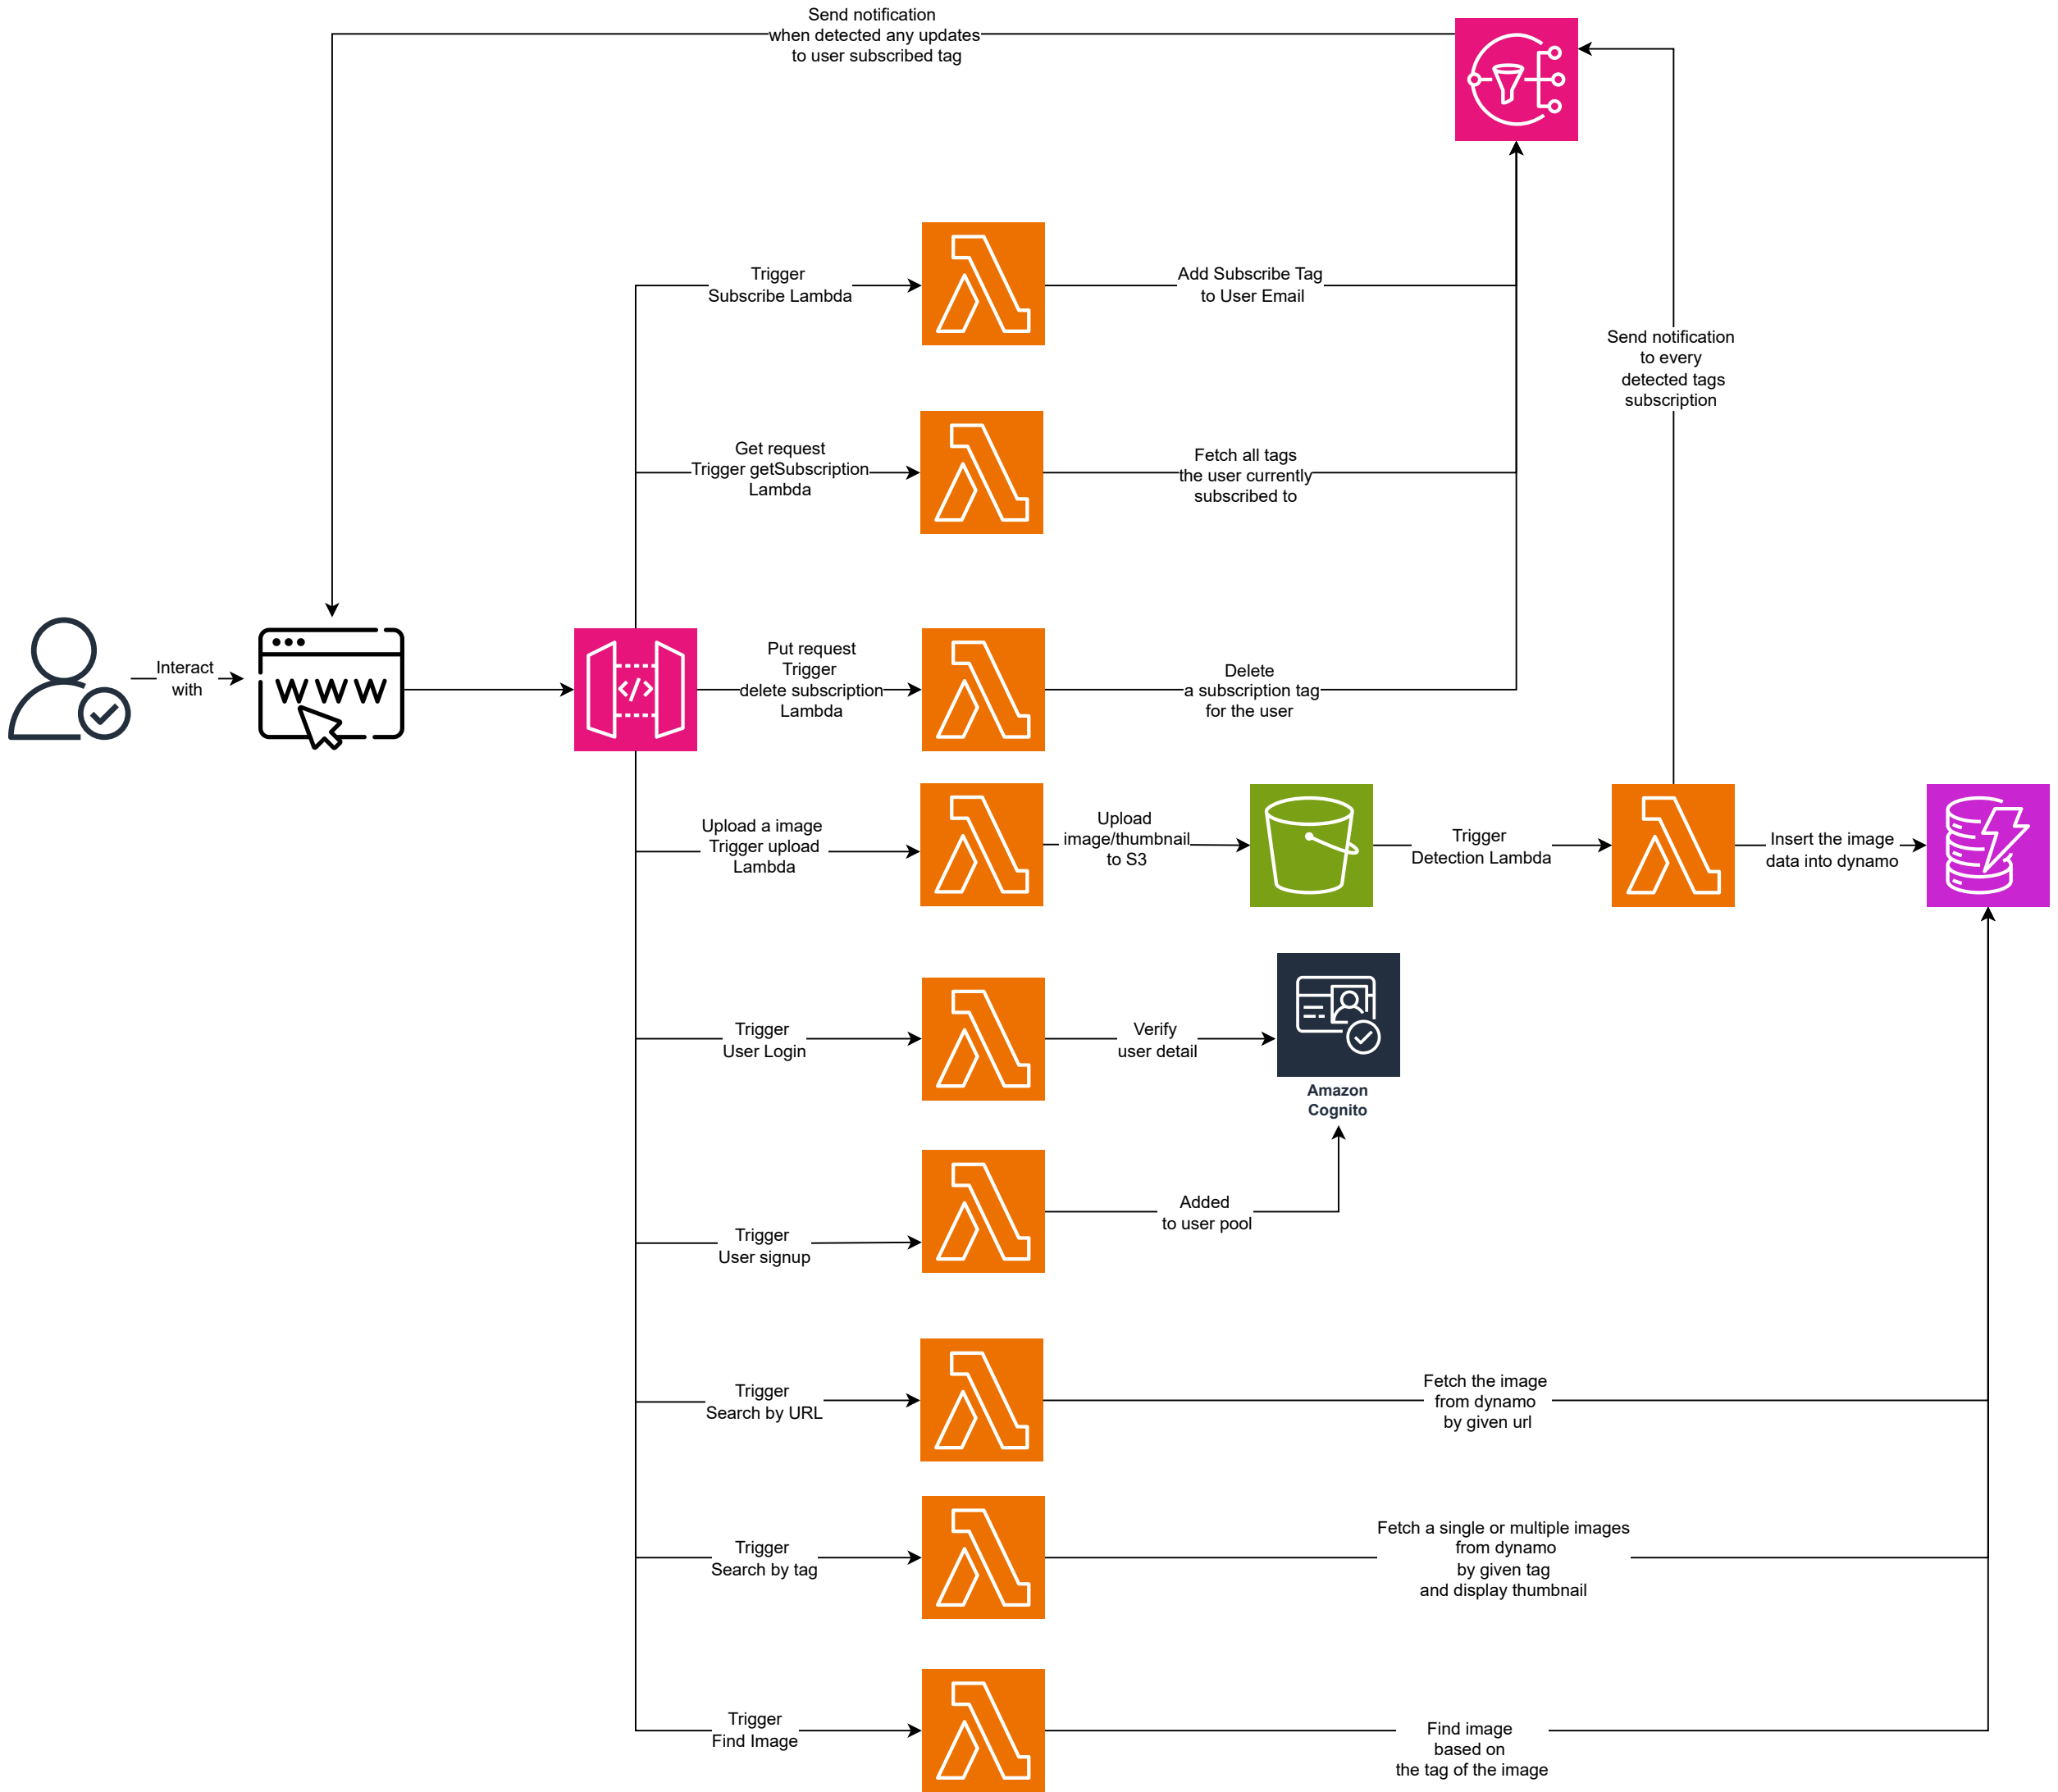 Send notification
when detected any updates
to user subscribed tag
Trigger
Subscribe Lambda
Add Subscribe Tag
to User Email
Send notification
to every
detected tags
subscription
Get request
Trigger getSubscription
Lambda
Fetch all tags
the user currently
subscribed to
Interact
with
WWW
Put request
Trigger
delete subscription
Lambda
Delete
a subscription tag
for the user
Upload a image
Trigger upload
Lambda
Upload
image/thumbnail
to S3
Trigger
Detection Lambda
Insert the image
data into dynamo
Trigger
User Login
Verify
user detail
Amazon
Cognito
Trigger
User signup
Added
to user pool
Trigger
Search by URL
Fetch the image
from dynamo
by given url
Trigger
Search by tag
Fetch a single or multiple images
from dynamo
by given tag
and display thumbnail
Trigger
Find Image
Find image
based on
the tag of the image